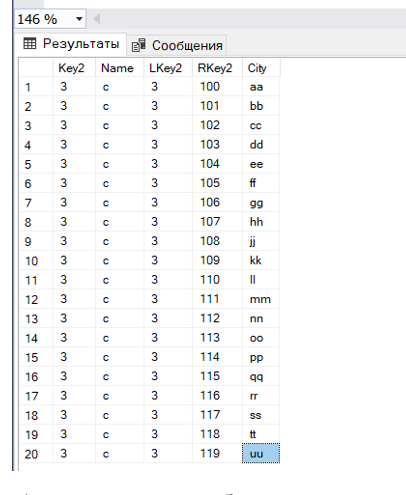 146 %
Результаты Сообщения
Key2 Name LKey2 RKey2 City
1 3 c 3 100 aa
2 3 c 3 101 bb
3 3 c 3 102 cc
4 3 c 3 103 dd
5 3 c 3 104 ee
6 3 c 3 105 ff
7 3 c 3 106 gg
8 3 c 3 107 hh
9 3 c 3 108 jj
10 3 c 3 109 kk
11 3 c 3 110 ll
12 3 c 3 111 mm
13 3 c 3 112 nn
14 3 c 3 113 oo
15 3 c 3 114 pp
16 3 c 3 115 qq
17 3 c 3 116 rr
18 3 c 3 117 ss
19 3 c 3 118 tt
20 3 c 3 119 uu